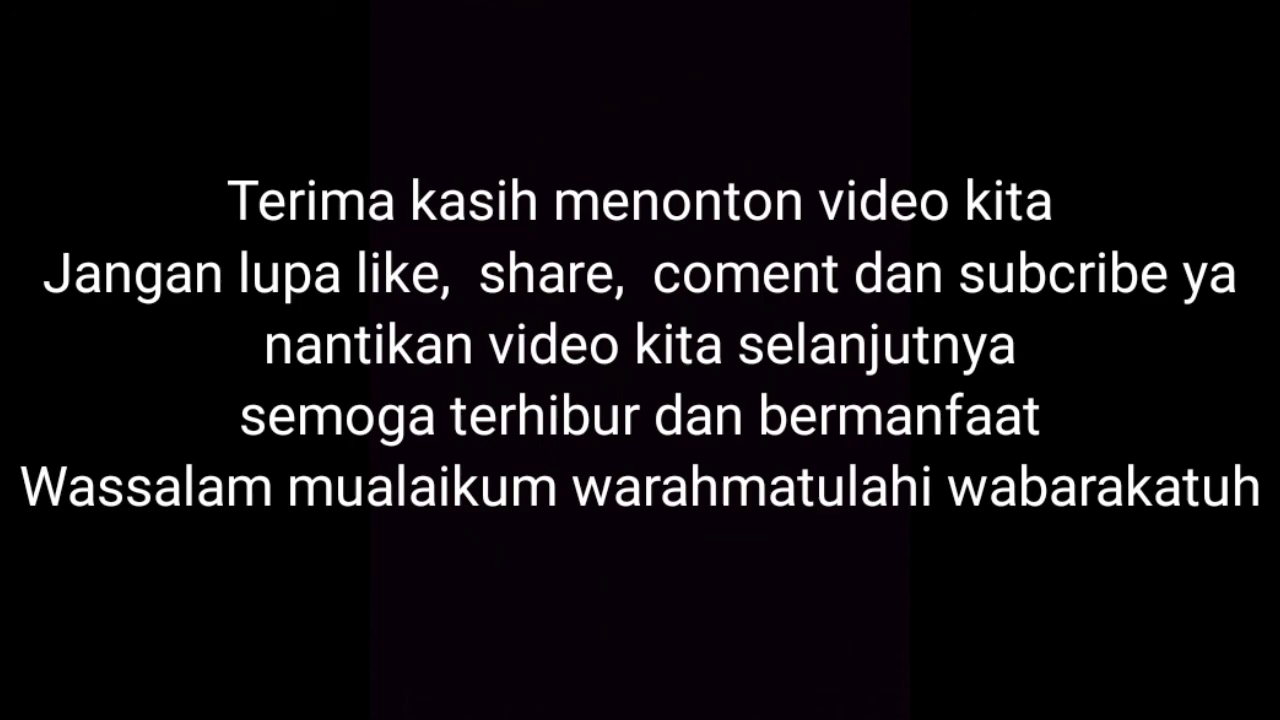 Terima kasih menonton video kita
Jangan lupa like,  share,  coment dan subcribe ya
nantikan video kita selanjutnya
semoga terhibur dan bermanfaat
Wassalam mualaikum warahmatulahi wabarakatuh